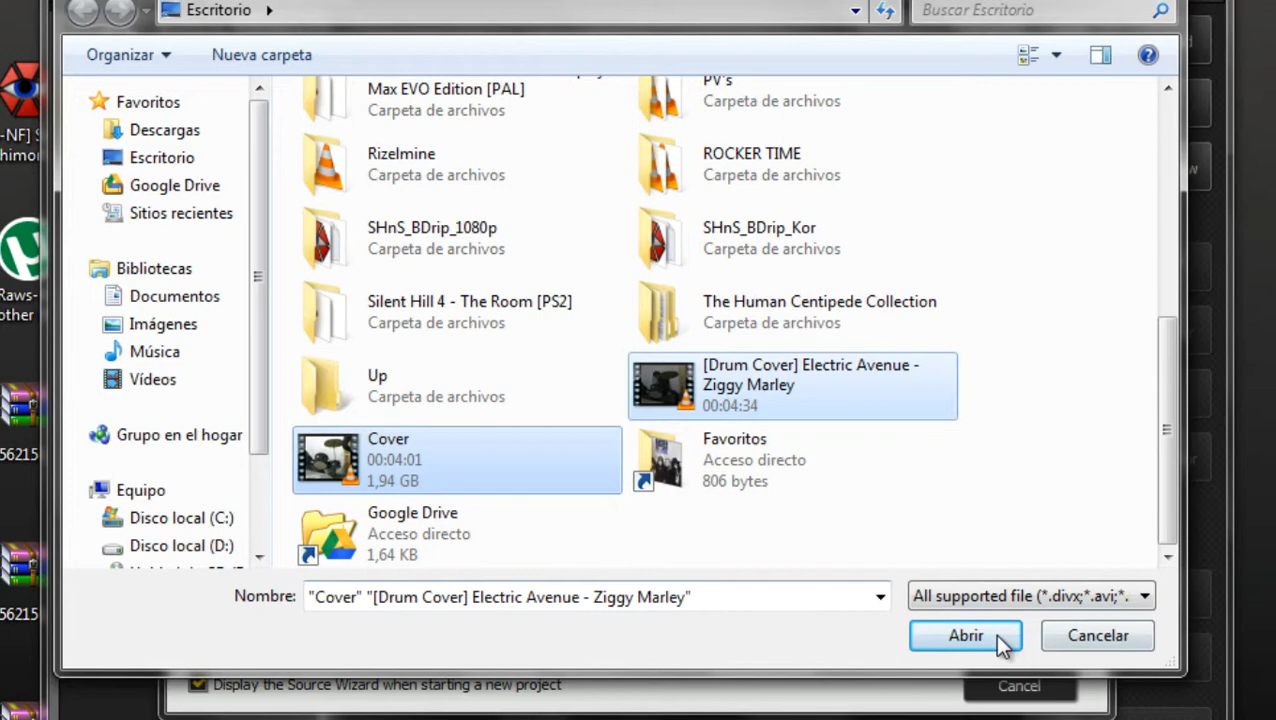 Escritorio
Buscar Escritorio
Organizar
Nueva carpeta
Favoritos
Descargas
Escritorio
Google Drive
Sitios recientes
Bibliotecas
Documentos
Imágenes
Música
Vídeos
Grupo en el hogar
Equipo
Disco local (C:)
Disco local (D:)
Max EVO Edition [PAL]
Carpeta de archivos
PV's
Carpeta de archivos
Rizelmine
Carpeta de archivos
ROCKER TIME
Carpeta de archivos
SHnS_BDrip_1080p
Carpeta de archivos
SHnS_BDrip_Kor
Carpeta de archivos
Silent Hill 4 - The Room [PS2]
Carpeta de archivos
The Human Centipede Collection
Carpeta de archivos
Up
Carpeta de archivos
[Drum Cover] Electric Avenue -
Ziggy Marley
00:04:34
Cover
00:04:01
1,94 GB
Favoritos
Acceso directo
806 bytes
Google Drive
Acceso directo
1,64 KB
Nombre:
"Cover" "[Drum Cover] Electric Avenue - Ziggy Marley"
All supported file (*.divx;*.avi;*.
Abrir
Cancelar
Display the Source Wizard when starting a new project
Cancel
-NF] S
himor
Raws-
other
56215
56215